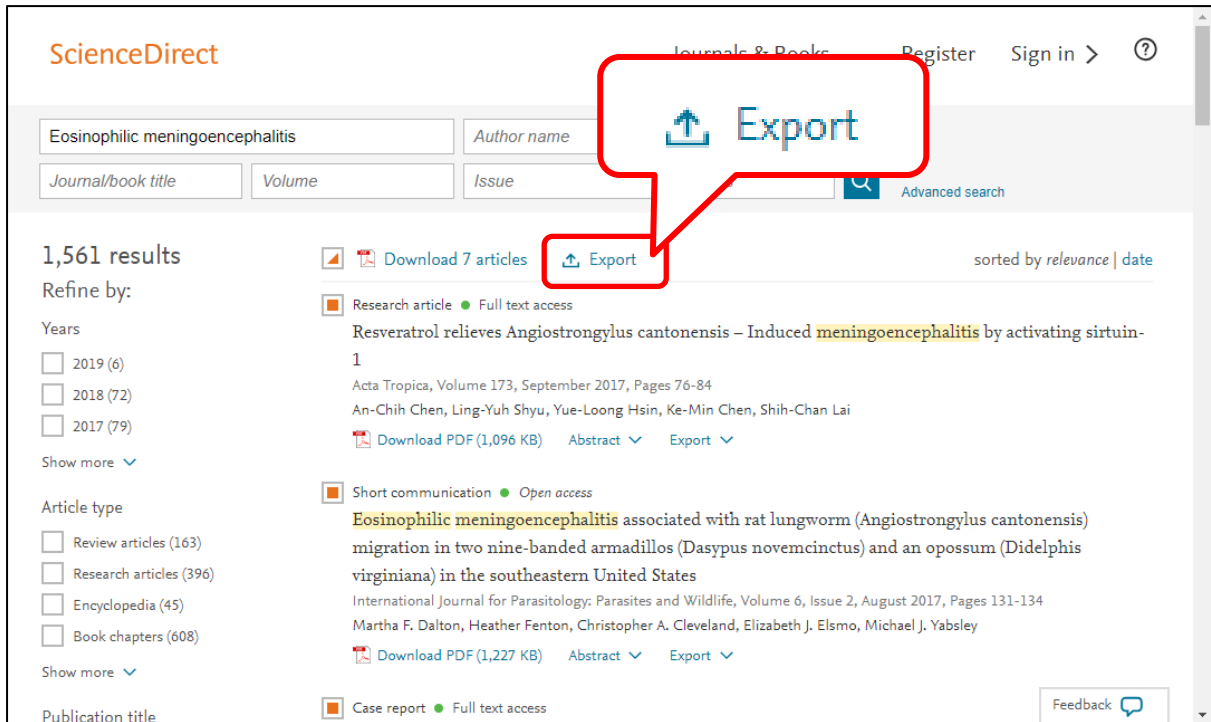 ScienceDirect
Journals & Books Register Sign in
Export
Eosinophilic meningoencephalitis Author name
Journal/book title Volume Issue
Advanced search
1,561 results
Download 7 articles Export sorted by relevance | date
Refine by:
Years
2019 (6)
2018 (72)
2017 (79)
Show more
Article type
Review articles (163)
Research articles (396)
Encyclopedia (45)
Book chapters (608)
Show more
Publication title
Research article Full text access
Resveratrol relieves Angiostrongylus cantonensis – Induced meningoencephalitis by activating sirtuin-
1
Acta Tropica, Volume 173, September 2017, Pages 76-84
An-Chih Chen, Ling-Yuh Shyu, Yue-Loong Hsin, Ke-Min Chen, Shih-Chan Lai
Download PDF (1,096 KB) Abstract Export
Short communication Open access
Eosinophilic meningoencephalitis associated with rat lungworm (Angiostrongylus cantonensis)
migration in two nine-banded armadillos (Dasypus novemcinctus) and an opossum (Didelphis
virginiana) in the southeastern United States
International Journal for Parasitology: Parasites and Wildlife, Volume 6, Issue 2, August 2017, Pages 131-134
Martha F. Dalton, Heather Fenton, Christopher A. Cleveland, Elizabeth J. Elsmo, Michael J. Yabsley
Download PDF (1,227 KB) Abstract Export
Case report Full text access
Feedback